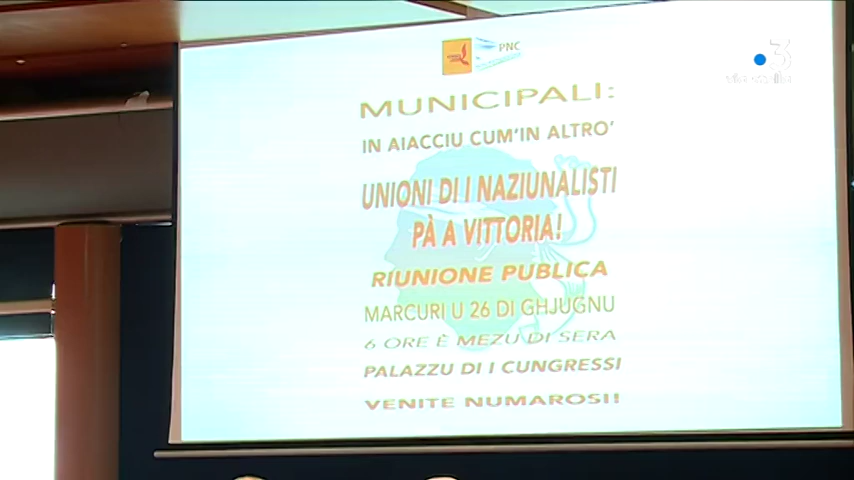 PNC
3
MUNICIPALI:
IN AIACCIU CUM'IN ALTRO'
UNIONI DI I NAZIUNALISTI
PÀ A VITTORIA!
RIUNIONE PUBLICA
MARCURI U 26 DI GHJUGNU
6 ORE È MEZU DI SERA
PALAZZU DI I CUNGRESSI
VENITE NUMAROSI!!